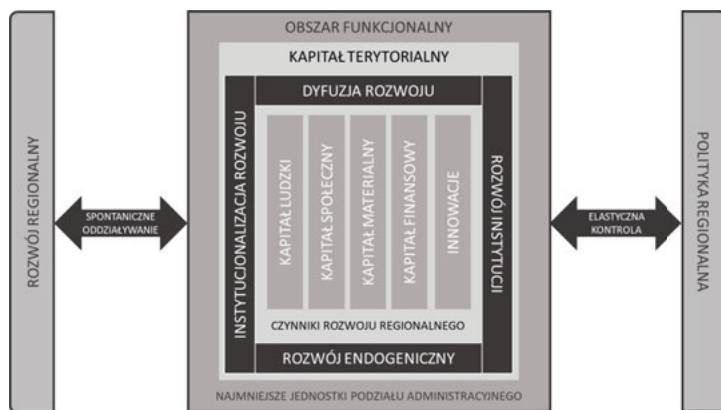 ROZWÓJ REGIONALNY
SPONTANICZNE
ODDZIAŁYWANIE
OBSZAR FUNKCJONALNY
KAPITAŁ TERYTORIALNY
DYFUZJA ROZWOJU
INSTYTUCJONALIZACJA ROZWOJU
KAPITAŁ LUDZKI
KAPITAŁ SPOŁECZNY
KAPITAŁ MATERIALNY
KAPITAŁ FINANSOWY
INNOWACJE
ROZWÓJ INSTYTUCJI
CZYNNIKI ROZWOJU REGIONALNEGO
ROZWÓJ ENDOGENICZNY
NAJMNIEJSZE JEDNOSTKI PODZIAŁU ADMINISTRACYJNEGO
ELASTYCZNA
KONTROLA
POLITYKA REGIONALNA